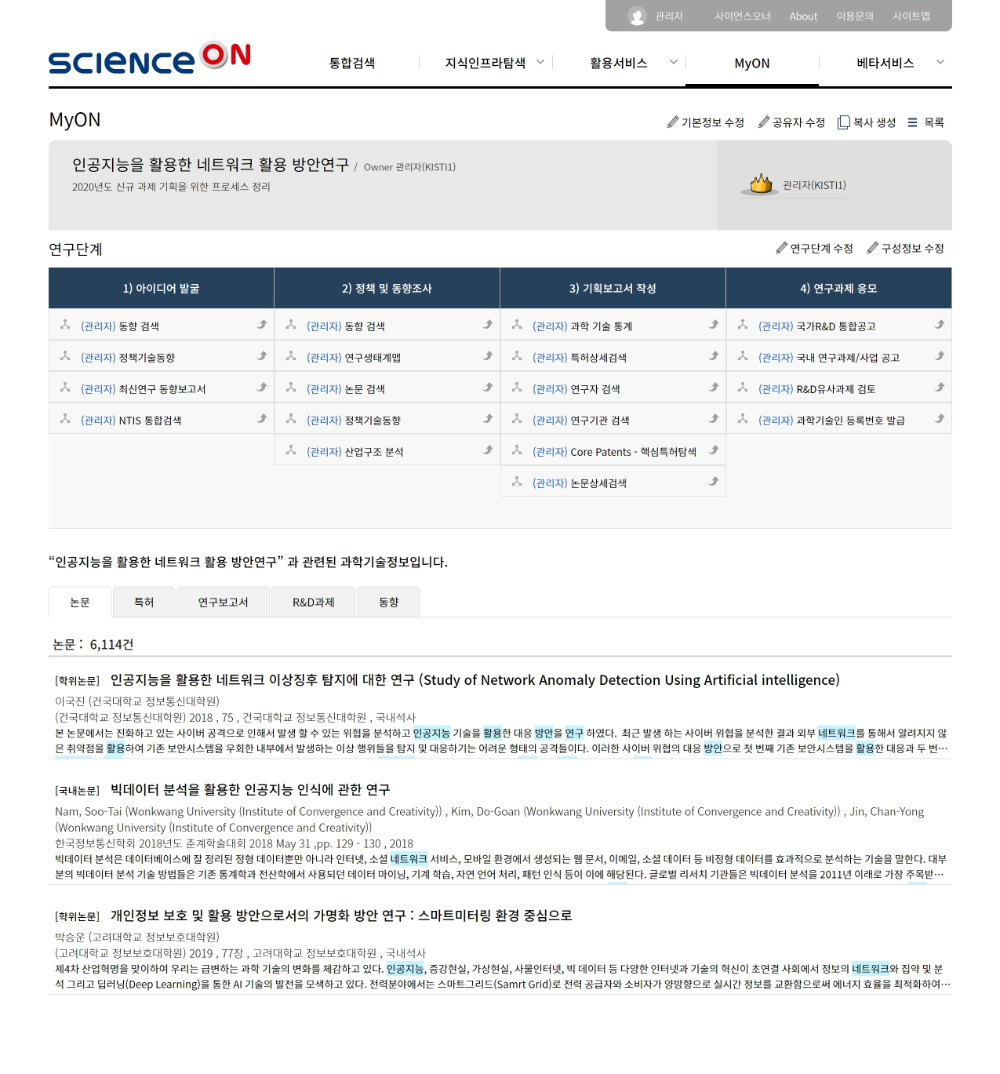 관리자 사이언스모너 About 이용문의 사이트맵
SCIENCE ON 통합검색 지식인프라탐색 활용서비스 MyON 베타서비스
MyON 기본정보 수정 공유자 수정 복사 생성 목록
인공지능을 활용한 네트워크 활용 방안연구 / Owner 관리자(KISTI1)
2020년도 신규 과제 기획을 위한 프로세스 정리
관리자(KISTI1)
연구단계 연구단계 수정 구성정보 수정
1) 아이디어 발굴 2) 정책 및 동향조사 3) 기획보고서 작성 4) 연구과제 응모
(관리자) 동향 검색 (관리자) 동향 검색 (관리자) 과학 기술 통계 (관리자) 국가R&D 통합공고
(관리자) 정책기술동향 (관리자) 연구생태계맵 (관리자) 특허상세검색 (관리자) 국내 연구과제/사업 공고
(관리자) 최신연구 동향보고서 (관리자) 논문 검색 (관리자) 연구자 검색 (관리자) R&D유사과제 검토
(관리자) NTIS 통합검색 (관리자) 정책기술동향 (관리자) 연구기관 검색 (관리자) 과학기술인 등록번호 발급
(관리자) 산업구조 분석 (관리자) Core Patents - 핵심특허탐색
(관리자) 논문상세검색
“인공지능을 활용한 네트워크 활용 방안연구” 과 관련된 과학기술정보입니다.
논문 특허 연구보고서 R&D과제 동향
논문 : 6,114건
[학위논문] 인공지능을 활용한 네트워크 이상징후 탐지에 대한 연구 (Study of Network Anomaly Detection Using Artificial intelligence)
이국진 (건국대학교 정보통신대학원)
(건국대학교 정보통신대학원) 2018 , 75 , 건국대학교 정보통신대학원 , 국내석사
본 논문에서는 진화하고 있는 사이버 공격으로 인해서 발생 할 수 있는 위협을 분석하고 인공지능 기술을 활용한 대응 방안을 연구 하였다. 최근 발생 하는 사이버 위협을 분석한 결과 외부 네트워크를 통해서 알려지지 않
은 취약점을 활용하여 기존 보안시스템을 우회한 내부에서 발생하는 이상 행위들을 탐지 및 대응하기는 어려운 형태의 공격들이다. 이러한 사이버 위협의 대응 방안으로 첫 번째 기존 보안시스템을 활용한 대응과 두 번…
[국내논문] 빅데이터 분석을 활용한 인공지능 인식에 관한 연구
Nam, Soo-Tai (Wonkwang University (Institute of Convergence and Creativity)) , Kim, Do-Goan (Wonkwang University (Institute of Convergence and Creativity)) , Jin, Chan-Yong
(Wonkwang University (Institute of Convergence and Creativity))
한국정보통신학회 2018년도 춘계학술대회 2018 May 31 ,pp. 129 - 130 , 2018
빅데이터 분석은 데이터베이스에 잘 정리된 정형 데이터뿐만 아니라 인터넷, 소셜 네트워크 서비스, 모바일 환경에서 생성되는 웹 문서, 이메일, 소셜 데이터 등 비정형 데이터를 효과적으로 분석하는 기술을 말한다. 대부
분의 빅데이터 분석 기술 방법들은 기존 통계학과 전산학에서 사용되던 데이터 마이닝, 기계 학습, 자연 언어 처리, 패턴 인식 등이 이에 해당된다. 글로벌 리서치 기관들은 빅데이터 분석을 2011년 이래로 가장 주목받…
[학위논문] 개인정보 보호 및 활용 방안으로서의 가명화 방안 연구 : 스마트미터링 환경 중심으로
박승운 (고려대학교 정보보호대학원)
(고려대학교 정보보호대학원) 2019 , 77장 , 고려대학교 정보보호대학원 , 국내석사
제4차 산업혁명을 맞이하여 우리는 급변하는 과학 기술의 변화를 체감하고 있다. 인공지능, 증강현실, 가상현실, 사물인터넷, 빅 데이터 등 다양한 인터넷과 기술의 혁신이 초연결 사회에서 정보의 네트워크와 집약 및 분
석 그리고 딥러닝(Deep Learning)을 통한 AI 기술의 발전을 모색하고 있다. 전력분야에서는 스마트그리드(Samrt Grid)로 전력 공급자와 소비자가 양방향으로 실시간 정보를 교환함으로써 에너지 효율을 최적화하여…